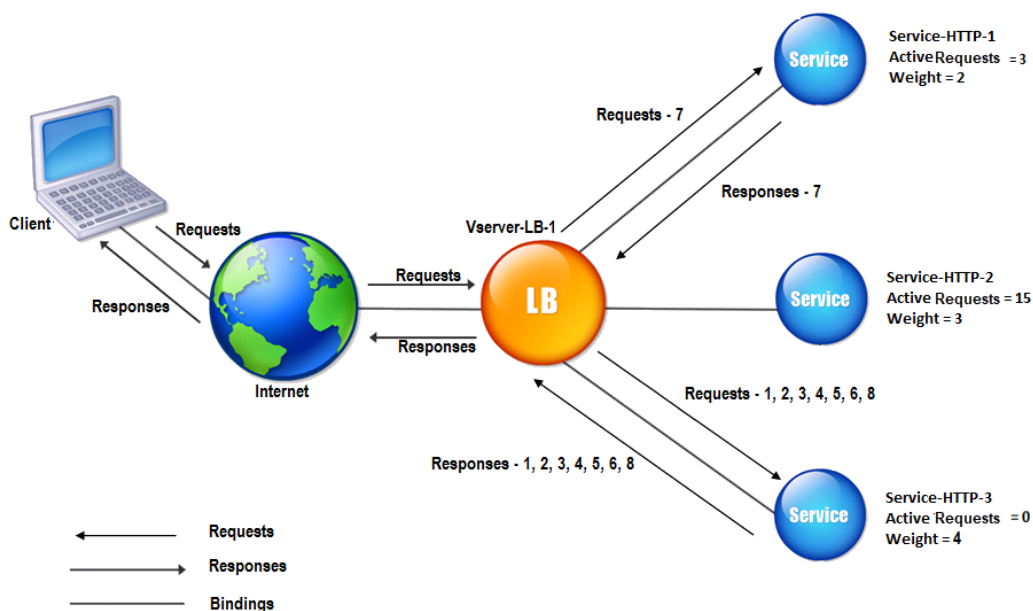 Service-HTTP-1
Active Requests = 3
Weight = 2
Service
Requests - 7
Responses - 7
Client
Requests
Responses
Internet
Requests
Responses
Vserver-LB-1
LB
Service
Service-HTTP-2
Active
Requests = 15
Weight = 3
Requests - 1, 2, 3, 4, 5, 6, 8
Responses - 1, 2, 3, 4, 5, 6, 8
Service
Service-HTTP-3
Active Requests = 0
Weight = 4
Requests
Responses
Bindings